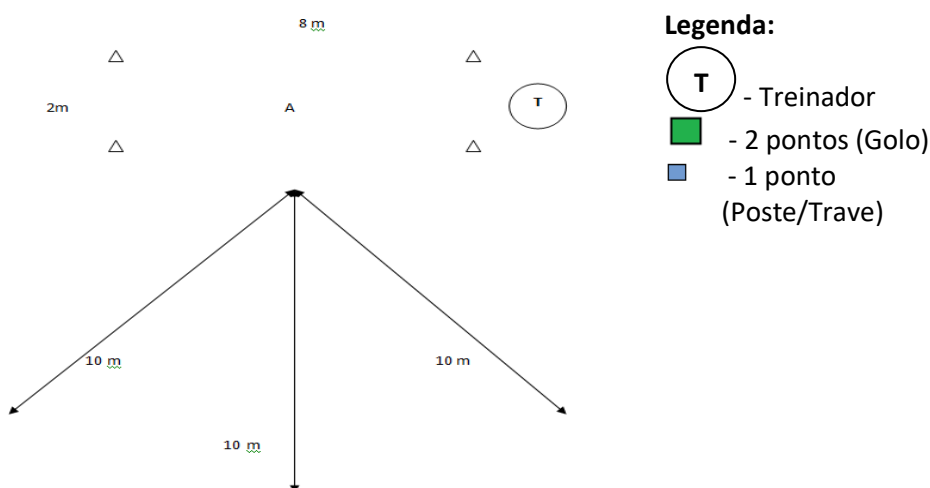 8 m
2m
A
T
10 m
10 m
10 m
Legenda:
T - Treinador
- 2 pontos (Golo)
- 1 ponto
(Poste/Trave)